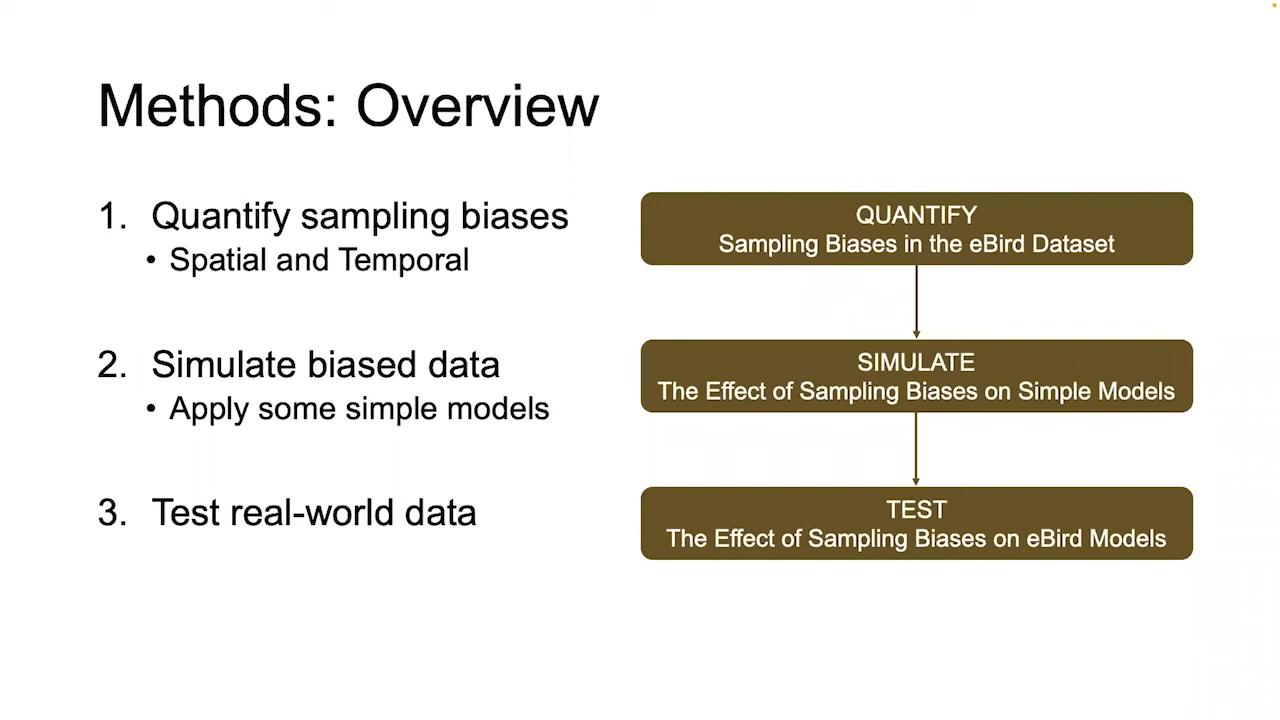 Methods: Overview
1. Quantify sampling biases
• Spatial and Temporal
2. Simulate biased data
• Apply some simple models
3. Test real-world data
QUANTIFY
Sampling Biases in the eBird Dataset
SIMULATE
The Effect of Sampling Biases on Simple Models
TEST
The Effect of Sampling Biases on eBird Models